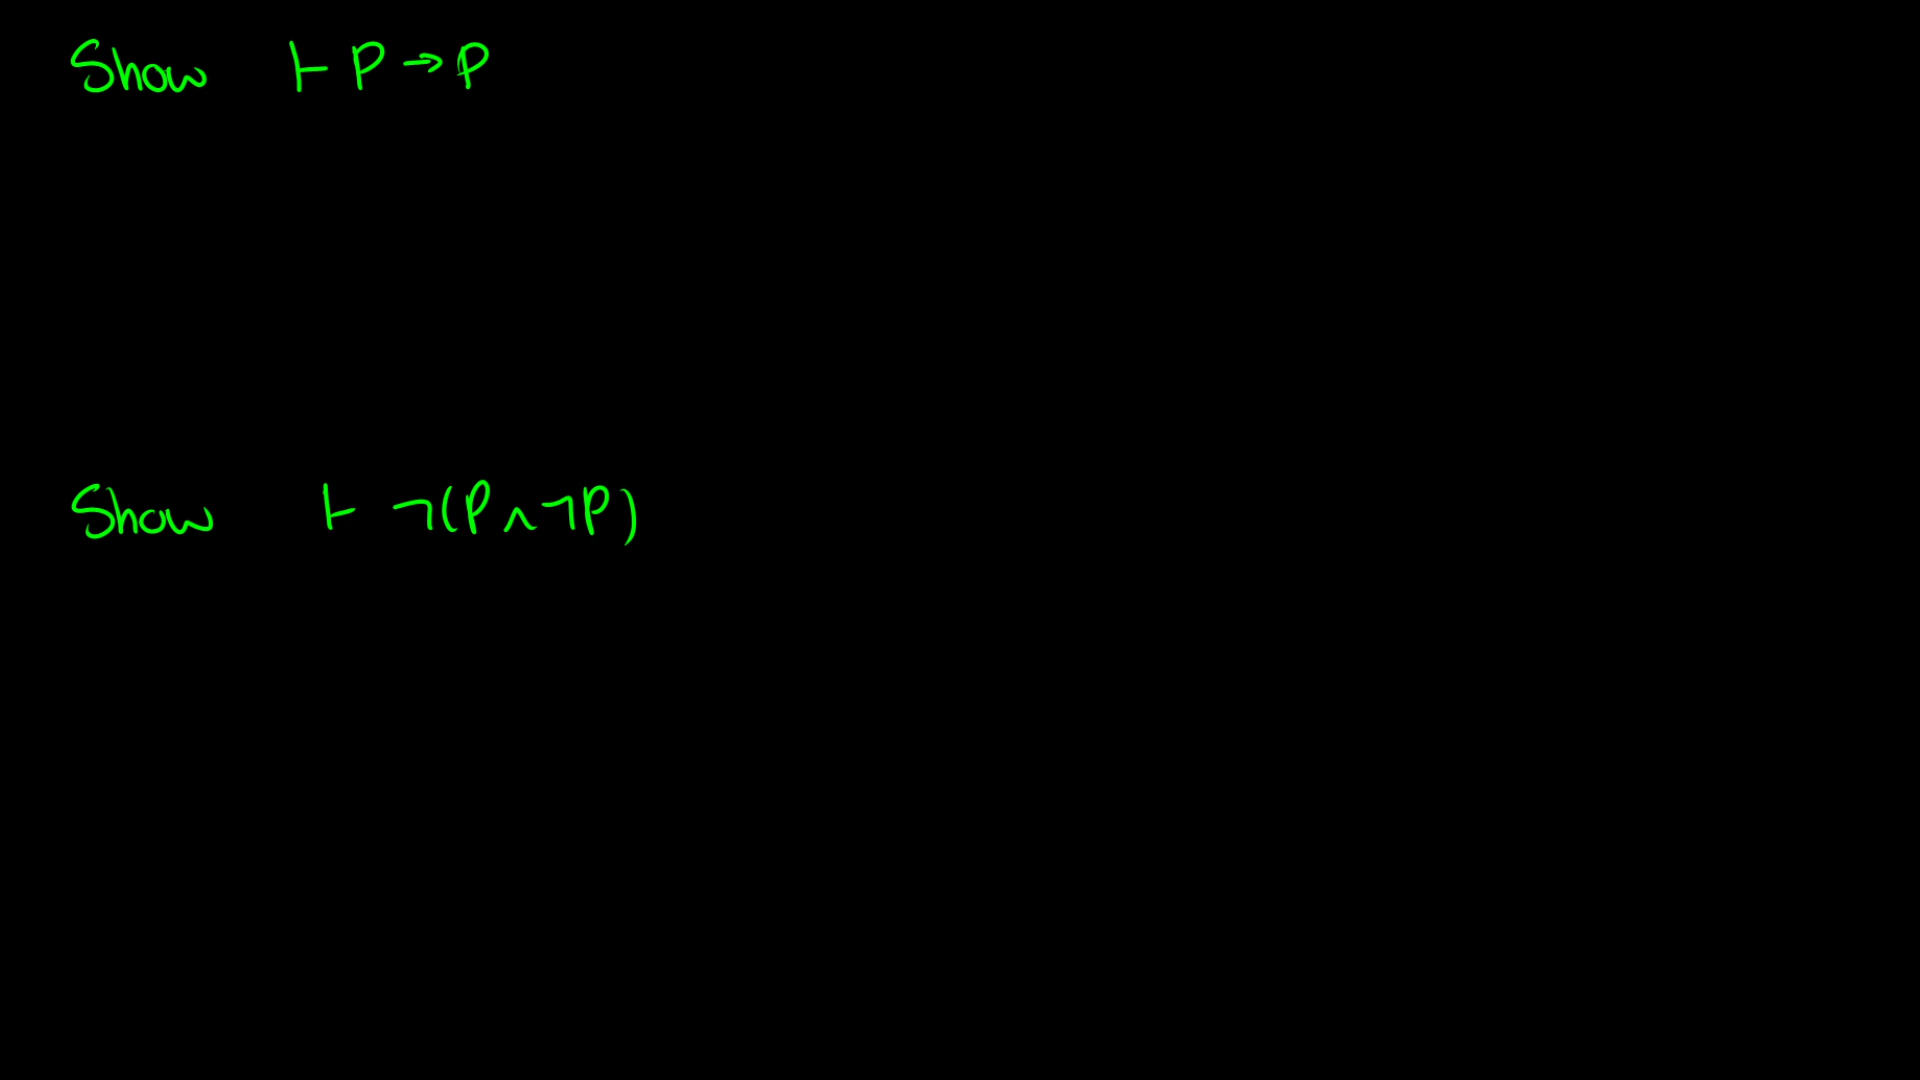 Show ⊢ P → P
Show ⊢ ¬(P ∧ ¬P)